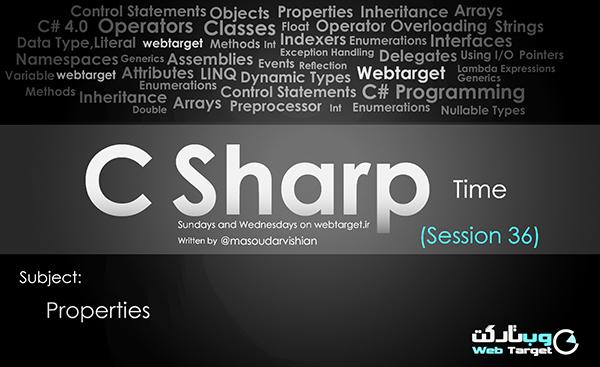 Control Statements Objects Properties Inheritance Arrays
C# 4.0 Operators Classes Float Operator Overloading Strings
Data Type,Literal webtarget Methods Int Indexers Enumerations Interfaces
Namespaces Generics Assemblies Events Exception Handling Delegates Using I/O Pointers
Variable webtarget Attributes LINQ Dynamic Types Reflection Webtarget Lambda Expressions Generics
Methods Inheritance Enumerations Control Statements C# Programming
Double Arrays Preprocessor Int Enumerations Nullable Types
C Sharp Time
Sundays and Wednesdays on webtarget.ir
Written by @masoudarvishian
(Session 36)
Subject:
Properties
وب تارگت
Web Target